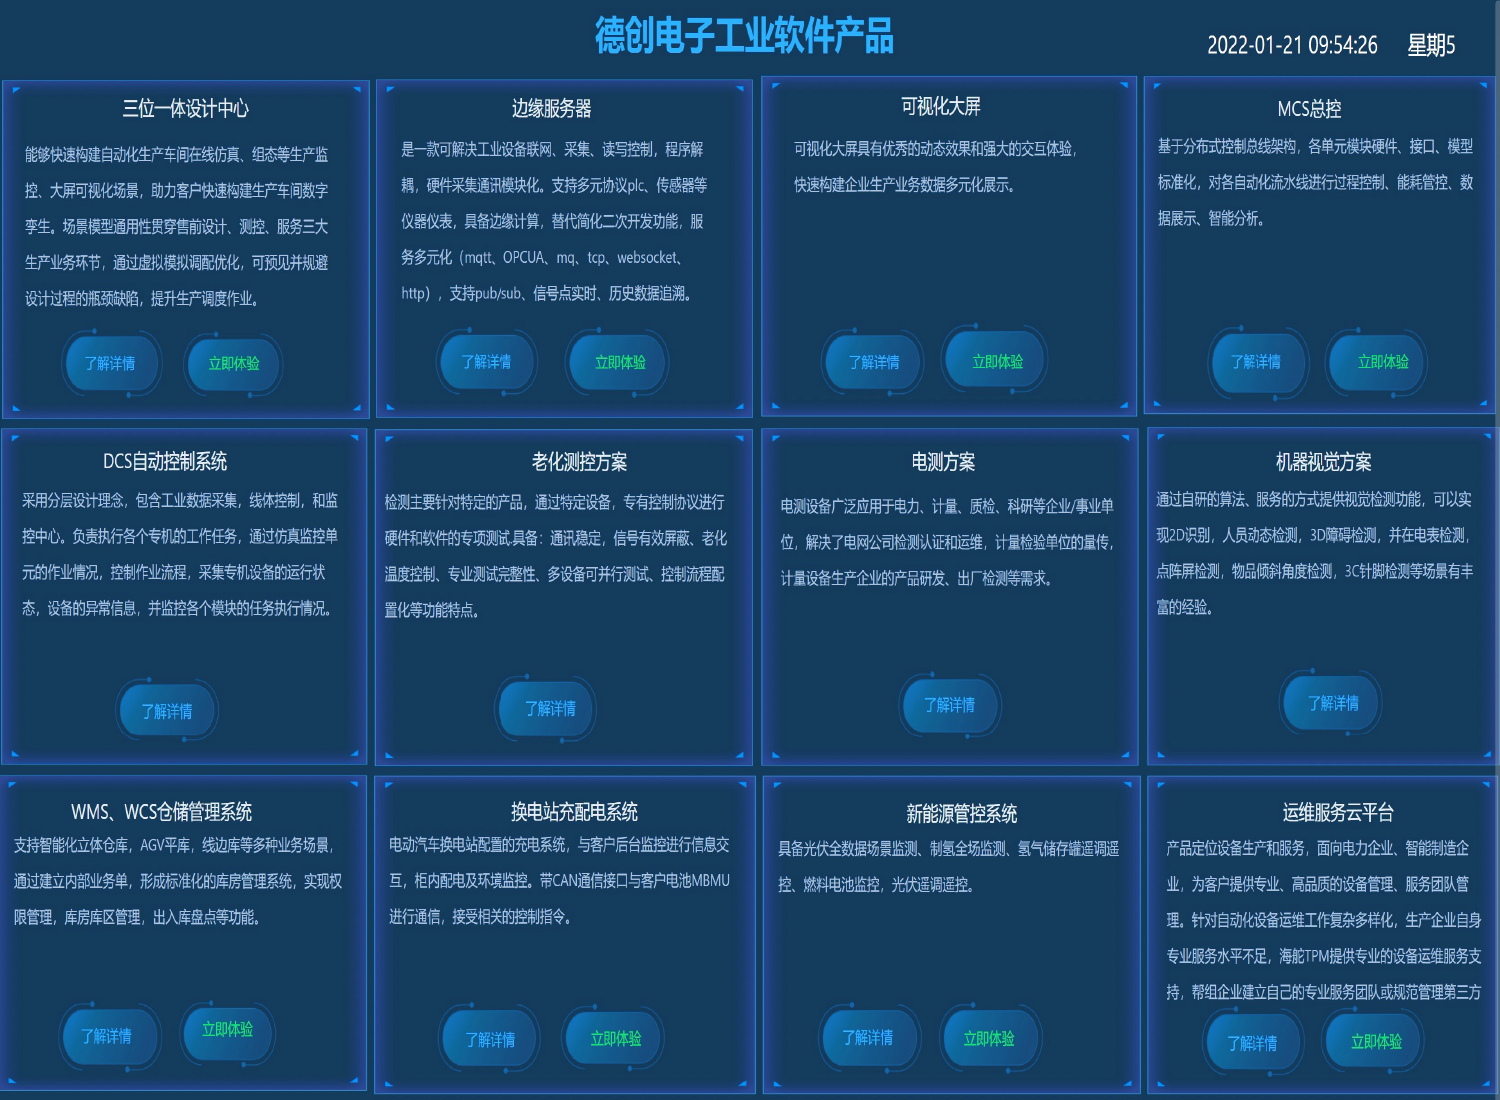 德创电子工业软件产品
2022-01-21 09:54:26 星期5
三位一体设计中心
能够快速构建自动化生产车间在线仿真、组态等生产监
控、大屏可视化场景，助力客户快速构建生产车间数字
孪生。场景模型通用性贯穿售前设计、测控、服务三大
生产业务环节，通过虚拟模拟调配优化，可预见并规避
设计过程的瓶颈缺陷，提升生产调度作业。
了解详情 立即体验
边缘服务器
是一款可解决工业设备联网、采集、读写控制，程序解
耦，硬件采集通讯模块化。支持多元协议plc、传感器等
仪器仪表，具备边缘计算，替代简化二次开发功能，服
务多元化（mqtt、OPCUA、mq、tcp、websocket、
http），支持pub/sub、信号点实时、历史数据追溯。
了解详情 立即体验
可视化大屏
可视化大屏具有优秀的动态效果和强大的交互体验，
快速构建企业生产业务数据多元化展示。
了解详情 立即体验
MCS总控
基于分布式控制总线架构，各单元模块硬件、接口、模型
标准化，对各自动化流水线进行过程控制、能耗管控、数
据展示、智能分析。
了解详情 立即体验
DCS自动控制系统
采用分层设计理念，包含工业数据采集，线体控制，和监
控中心。负责执行各个专机的工作任务，通过仿真监控单
元的作业情况，控制作业流程，采集专机设备的运行状
态，设备的异常信息，并监控各个模块的任务执行情况。
了解详情
老化测控方案
检测主要针对特定的产品，通过特定设备，专有控制协议进行
硬件和软件的专项测试.具备：通讯稳定，信号有效屏蔽、老化
温度控制、专业测试完整性、多设备可并行测试、控制流程配
置化等功能特点。
了解详情
电测方案
电测设备广泛应用于电力、计量、质检、科研等企业/事业单
位，解决了电网公司检测认证和运维，计量检验单位的量传，
计量设备生产企业的产品研发、出厂检测等需求。
了解详情
机器视觉方案
通过自研的算法、服务的方式提供视觉检测功能，可以实
现2D识别，人员动态检测，3D障碍检测，并在电表检测，
点阵屏检测，物品倾斜角度检测，3C针脚检测等场景有丰
富的经验。
了解详情
WMS、WCS仓储管理系统
支持智能化立体仓库，AGV平库，线边库等多种业务场景，
通过建立内部业务单，形成标准化的库房管理系统，实现权
限管理，库房库区管理，出入库盘点等功能。
了解详情 立即体验
换电站充配电系统
电动汽车换电站配置的充电系统，与客户后台监控进行信息交
互，柜内配电及环境监控。带CAN通信接口与客户电池MBMU
进行通信，接受相关的控制指令。
了解详情 立即体验
新能源管控系统
具备光伏全数据场景监测、制氢全场监测、氢气储存罐遥调遥
控、燃料电池监控，光伏遥调遥控。
了解详情 立即体验
运维服务云平台
产品定位设备生产和服务，面向电力企业、智能制造企
业，为客户提供专业、高品质的设备管理、服务团队管
理。针对自动化设备运维工作复杂多样化，生产企业自身
专业服务水平不足，海舵TPM提供专业的设备运维服务支
持，帮组企业建立自己的专业服务团队或规范管理第三方
了解详情 立即体验